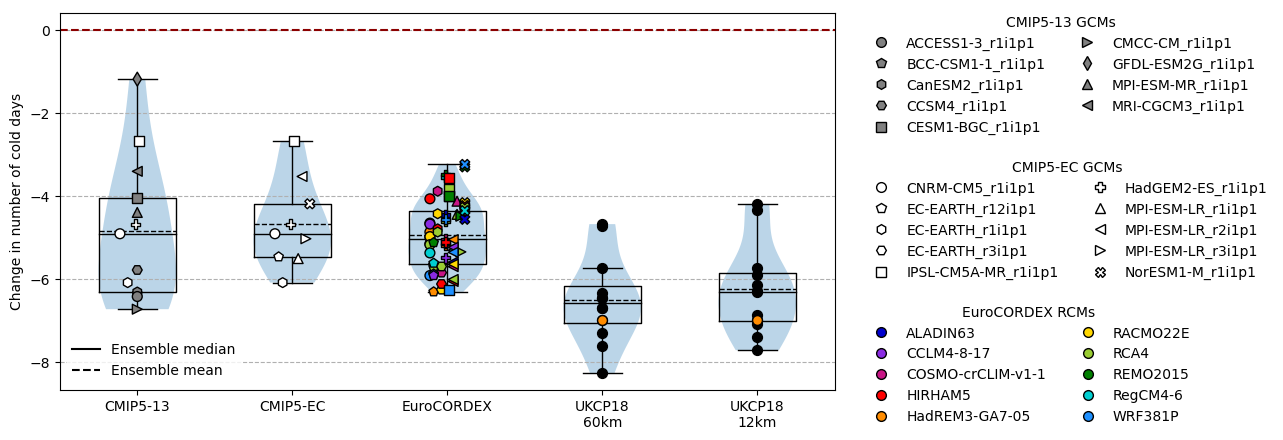 Change in number of cold days
0
−2
−4
−6
−8
Ensemble median
Ensemble mean
CMIP5-13
CMIP5-EC
EuroCORDEX
UKCP18
60km
UKCP18
12km
CMIP5-13 GCMs
ACCESS1-3_r1i1p1
BCC-CSM1-1_r1i1p1
CanESM2_r1i1p1
CCSM4_r1i1p1
CESM1-BGC_r1i1p1
CMCC-CM_r1i1p1
GFDL-ESM2G_r1i1p1
MPI-ESM-MR_r1i1p1
MRI-CGCM3_r1i1p1
CMIP5-EC GCMs
CNRM-CM5_r1i1p1
EC-EARTH_r12i1p1
EC-EARTH_r1i1p1
EC-EARTH_r3i1p1
IPSL-CM5A-MR_r1i1p1
HadGEM2-ES_r1i1p1
MPI-ESM-LR_r1i1p1
MPI-ESM-LR_r2i1p1
MPI-ESM-LR_r3i1p1
NorESM1-M_r1i1p1
EuroCORDEX RCMs
ALADIN63
CCLM4-8-17
COSMO-crCLIM-v1-1
HIRHAM5
HadREM3-GA7-05
RACMO22E
RCA4
REMO2015
RegCM4-6
WRF381P